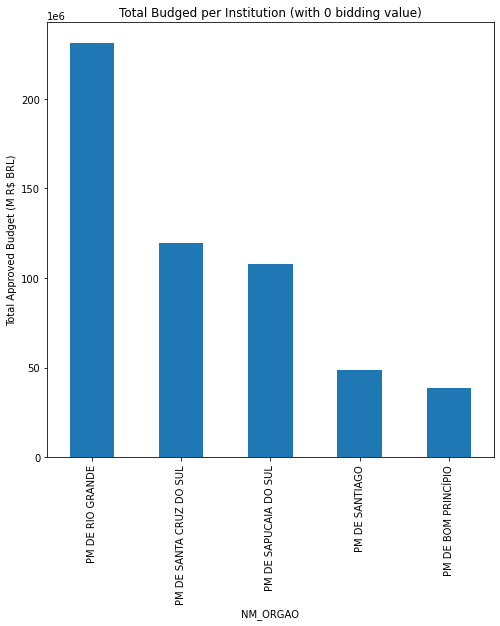 Total Budged per Institution (with 0 bidding value)
1e6
Total Approved Budget (M R$ BRL)
200
150
100
50
0
PM DE RIO GRANDE
PM DE SANTA CRUZ DO SUL
PM DE SAPUCAIA DO SUL
PM DE SANTIAGO
PM DE BOM PRINCÍPIO
NM_ORGAO